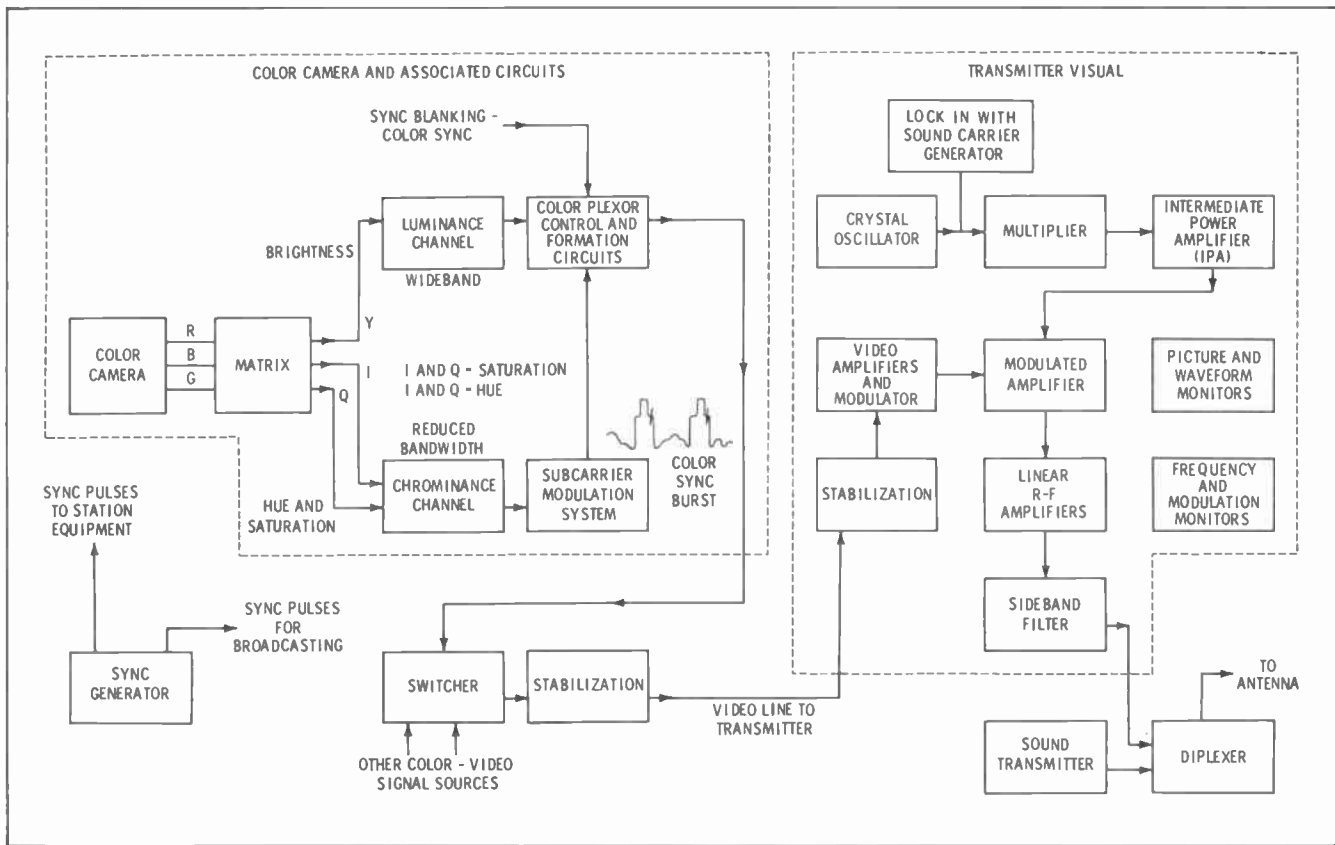 COLOR CAMERA AND ASSOCIATED CIRCUITS
SYNC BLANKING -
COLOR SYNC
LUMINANCE
CHANNEL
WIDEBAND
COLOR PLEXOR
CONTROL AND
FORMATION
CIRCUITS
BRIGHTNESS
COLOR
CAMERA
R
B
G
MATRIX
Y
I
Q
I AND Q - SATURATION
I AND Q - HUE
REDUCED
BANDWIDTH
CHROMINANCE
CHANNEL
SUBCARRIER
MODULATION
SYSTEM
COLOR
SYNC
BURST
HUE AND
SATURATION
SYNC PULSES
TO STATION
EQUIPMENT
SYNC PULSES
FOR
BROADCASTING
SYNC
GENERATOR
SWITCHER
STABILIZATION
OTHER COLOR - VIDEO
SIGNAL SOURCES
VIDEO LINE TO
TRANSMITTER
TRANSMITTER VISUAL
LOCK IN WITH
SOUND CARRIER
GENERATOR
CRYSTAL
OSCILLATOR
MULTIPLIER
INTERMEDIATE
POWER
AMPLIFIER
(IPA)
VIDEO
AMPLIFIERS
AND
MODULATOR
MODULATED
AMPLIFIER
PICTURE AND
WAVEFORM
MONITORS
STABILIZATION
LINEAR
R-F
AMPLIFIERS
FREQUENCY
AND
MODULATION
MONITORS
SIDEBAND
FILTER
TO
ANTENNA
SOUND
TRANSMITTER
DIPLEXER